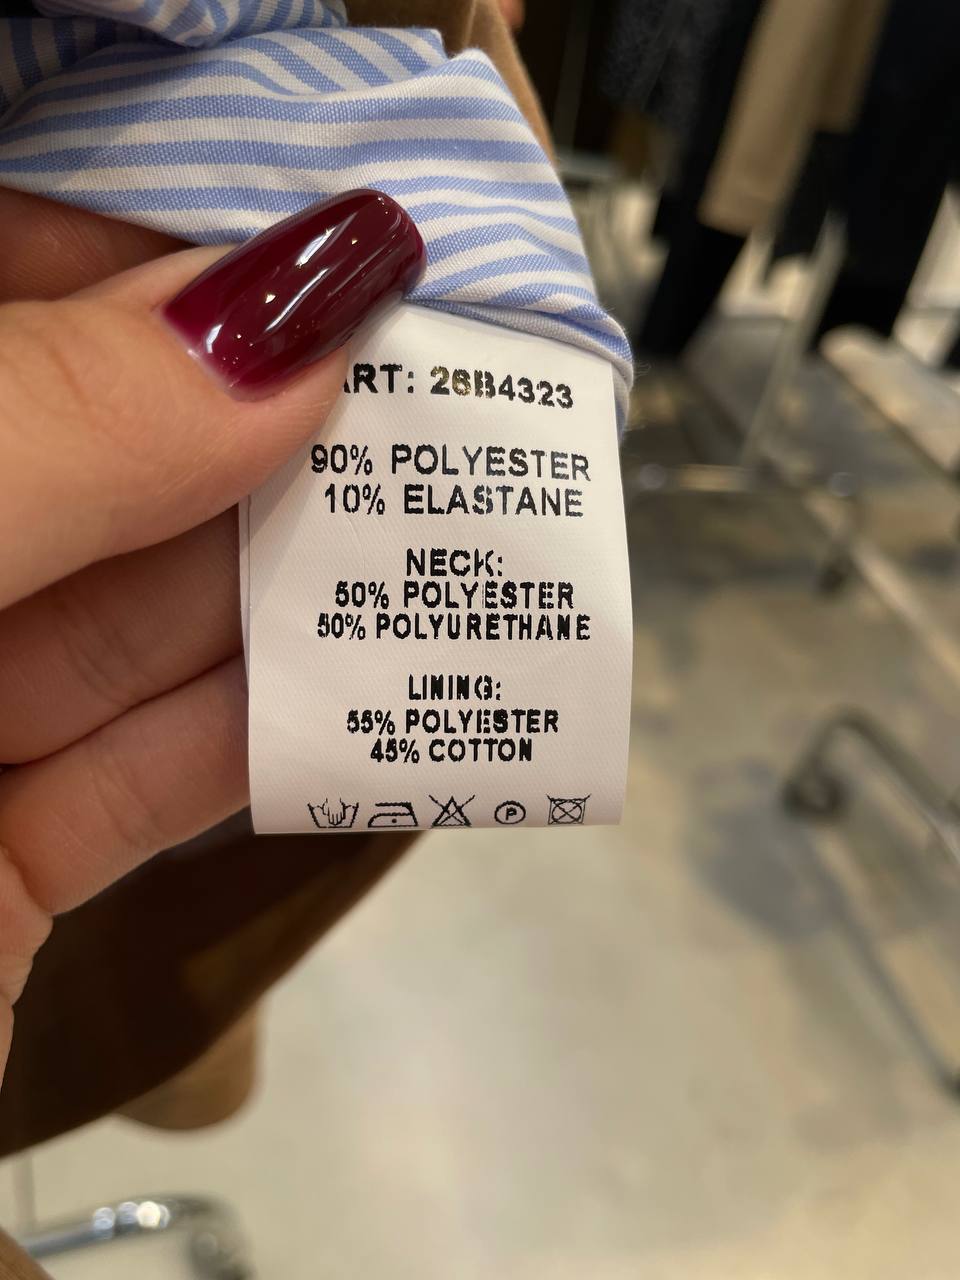 ART: 26B4323
90% POLYESTER
10% ELASTANE
NECK:
50% POLYESTER
50% POLYURETHANE
LINING:
55% POLYESTER
45% COTTON
P